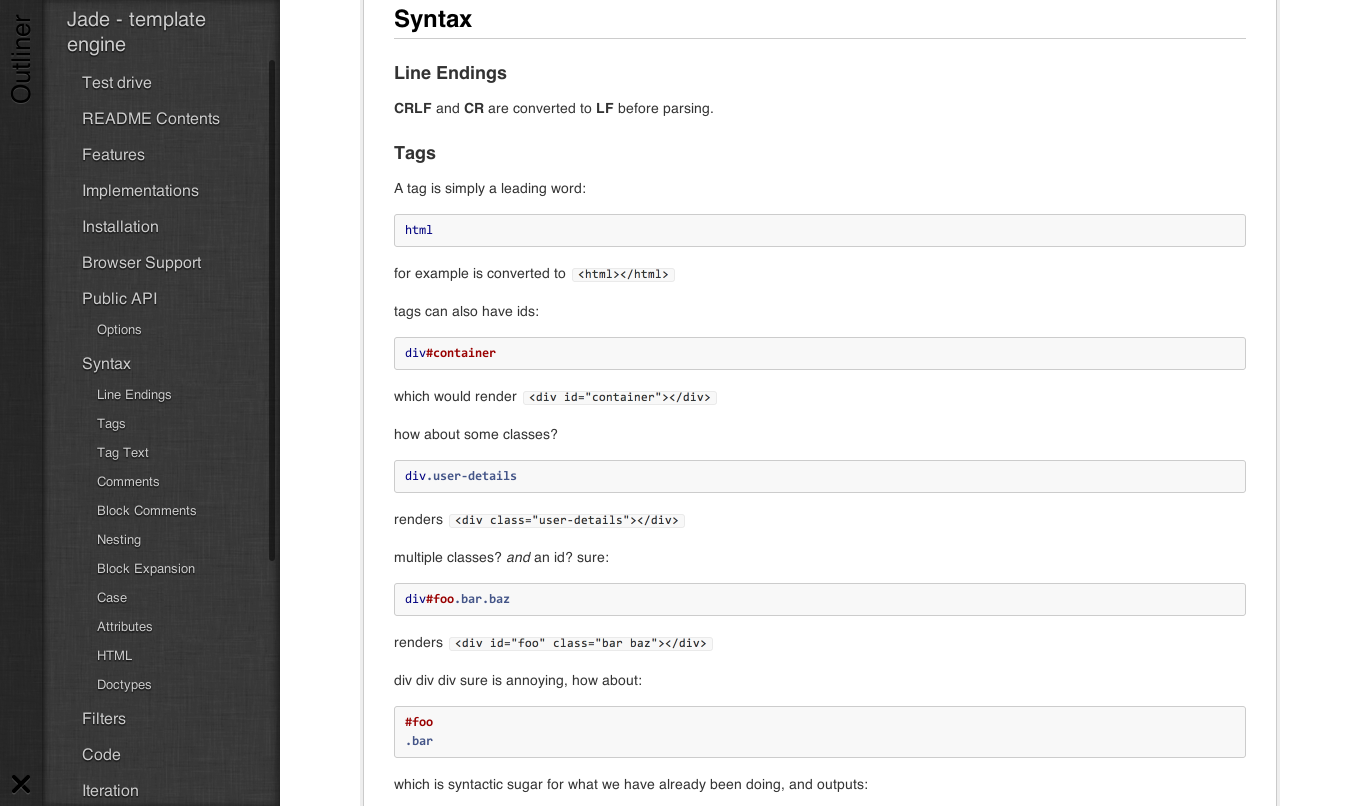 Outliner
Jade - template
engine
Test drive
README Contents
Features
Implementations
Installation
Browser Support
Public API
Options
Syntax
Line Endings
Tags
Tag Text
Comments
Block Comments
Nesting
Block Expansion
Case
Attributes
HTML
Doctypes
Filters
Code
Iteration
Syntax
Line Endings
CRLF and CR are converted to LF before parsing.
Tags
A tag is simply a leading word:
html
for example is converted to <html></html>
tags can also have ids:
div#container
which would render <div id="container"></div>
how about some classes?
div.user-details
renders <div class="user-details"></div>
multiple classes? and an id? sure:
div#foo.bar.baz
renders <div id="foo" class="bar baz"></div>
div div div sure is annoying, how about:
#foo
.bar
which is syntactic sugar for what we have already been doing, and outputs: